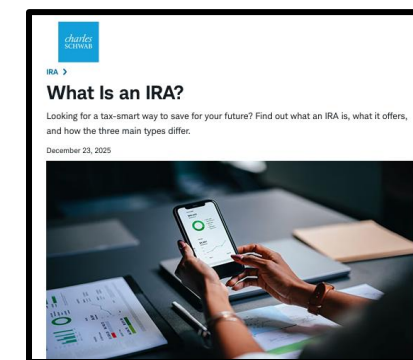 charles
SCHWAB
IRA >
What Is an IRA?
Looking for a tax-smart way to save for your future? Find out what an IRA is, what it offers,
and how the three main types differ.
December 23, 2025